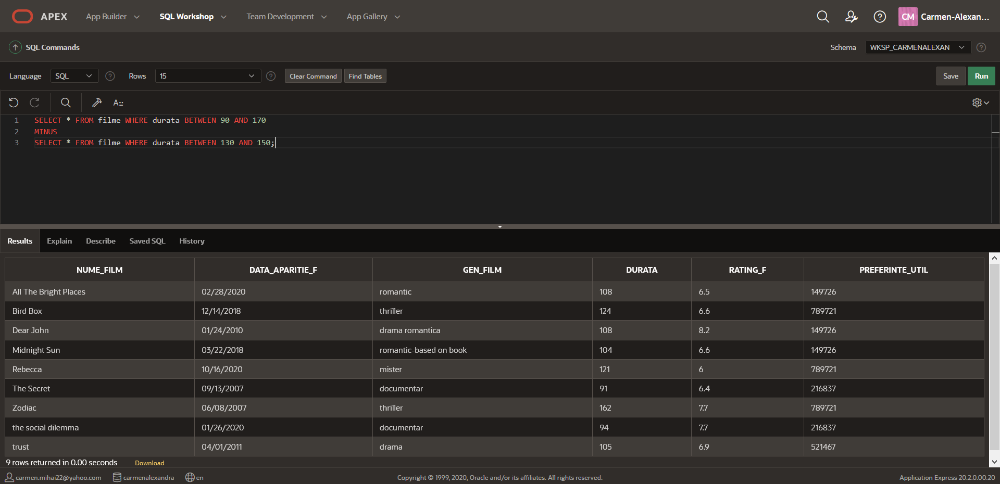 APEX App Builder SQL Workshop Team Development App Gallery CM Carmen-Alexan...
SQL Commands Schema WKSP_CARMENALEXAN
Language SQL Rows 15 Clear Command Find Tables Save Run
A
1 SELECT * FROM filme WHERE durata BETWEEN 90 AND 170
2 MINUS
3 SELECT * FROM filme WHERE durata BETWEEN 130 AND 150;
Results Explain Describe Saved SQL History
NUME_FILM DATA_APARITIE_F GEN_FILM DURATA RATING_F PREFERINTE_UTIL
All The Bright Places 02/28/2020 romantic 108 6.5 149726
Bird Box 12/14/2018 thriller 124 6.6 789721
Dear John 01/24/2010 drama romantica 108 8.2 149726
Midnight Sun 03/22/2018 romantic-based on book 104 6.6 149726
Rebecca 10/16/2020 mister 121 6 789721
The Secret 09/13/2007 documentar 91 6.4 216837
Zodiac 06/08/2007 thriller 162 7.7 789721
the social dilemma 01/26/2020 documentar 94 7.7 216837
trust 04/01/2011 drama 105 6.9 521467
9 rows returned in 0.00 seconds Download
carmen.mihai22@yahoo.com carmenalexandra en Copyright © 1999, 2020, Oracle and/or its affiliates. All rights reserved. Application Express 20.2.0.00.20